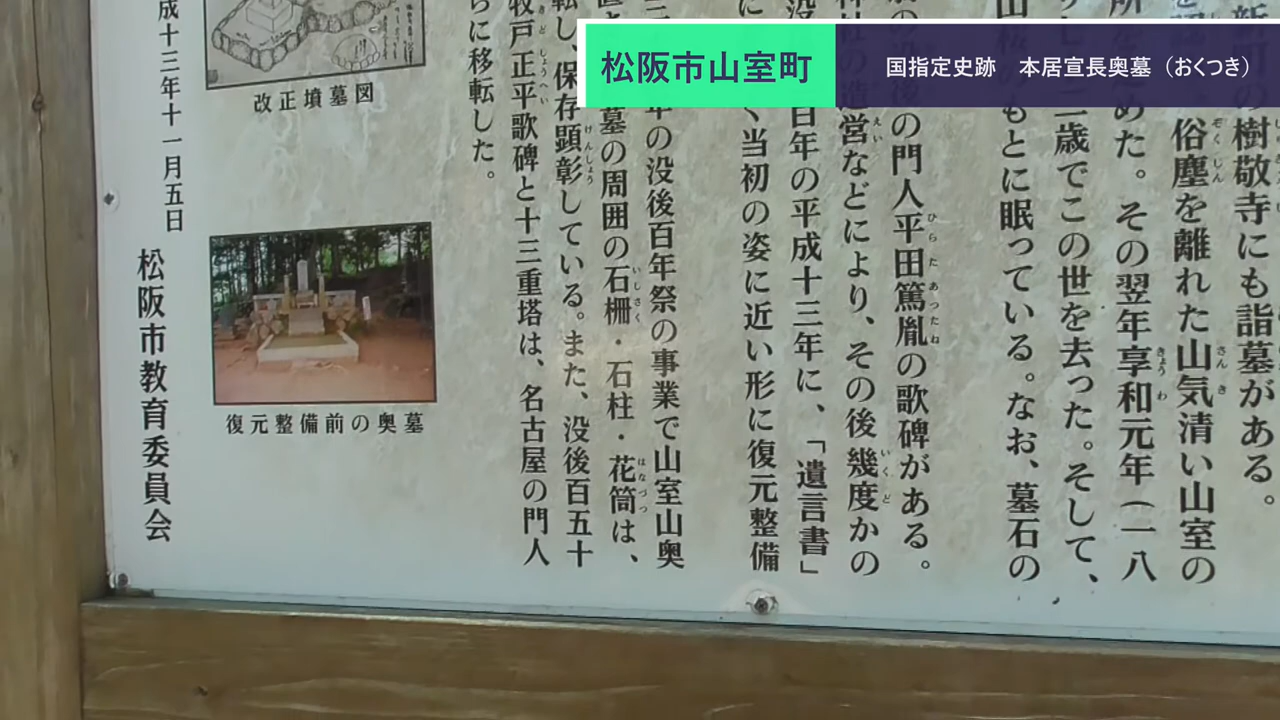 松阪市山室町
国指定史跡 本居宣長奥墓（おくつき）
樹敬寺にも詣墓がある。
俗塵を離れた山気清い山室の
めた。その翌年享和元年（一八
二歳でこの世を去った。そして、
もとに眠っている。なお、墓石の
の門人平田篤胤の歌碑がある。
営などにより、その後幾度かの
百年の平成十三年に、「遺言書」
く当初の姿に近い形に復元整備
年の没後百年祭の事業で山室山奥
墓の周囲の石柵・石柱・花筒は、
転し、保存顕彰している。また、没後百五十
牧戸正平歌碑と十三重塔は、名古屋の門人
らに移転した。
改正墳墓図
復元整備前の奥墓
成十三年十一月五日
松阪市教育委員会